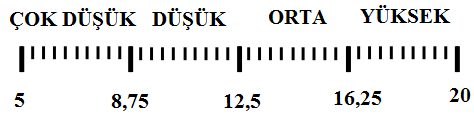 ÇOK DÜŞÜK DÜŞÜK ORTA YÜKSEK
5 8,75 12,5 16,25 20